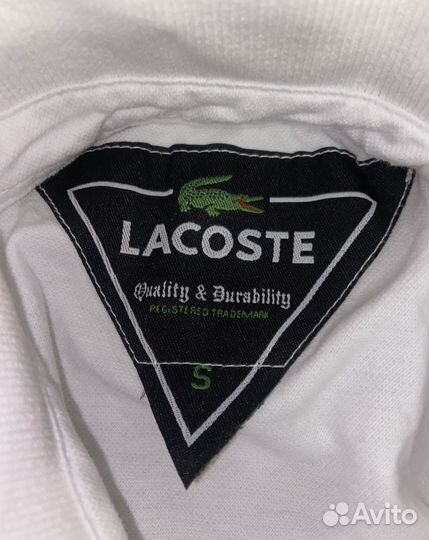 LACOSTE
Quality & Durability
REGISTERED TRADEMARK
S
Avito